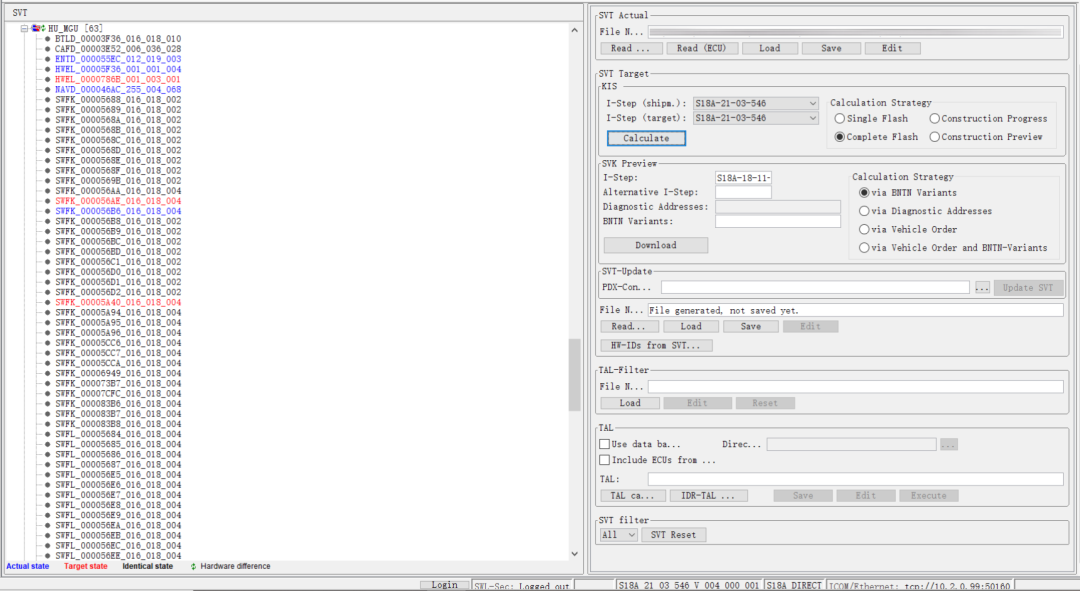 SVT
HU_MGU [63]
BTLD_00003F36_016_018_010
CAFD_00003E52_006_036_028
ENTD_000055EC_012_019_003
HWEL_00005F36_001_001_004
HWEL_0000786B_001_003_001
NAVD_000046AC_255_004_068
SWFK_00005688_016_018_002
SWFK_00005689_016_018_002
SWFK_0000568A_016_018_002
SWFK_0000568B_016_018_002
SWFK_0000568C_016_018_002
SWFK_0000568D_016_018_002
SWFK_0000568E_016_018_002
SWFK_0000568F_016_018_002
SWFK_0000569B_016_018_002
SWFK_000056AA_016_018_004
SWFK_000056AE_016_018_004
SWFK_000056B6_016_018_004
SWFK_000056B8_016_018_002
SWFK_000056B9_016_018_002
SWFK_000056BC_016_018_002
SWFK_000056BD_016_018_002
SWFK_000056C1_016_018_002
SWFK_000056D0_016_018_002
SWFK_000056D1_016_018_002
SWFK_000056D2_016_018_002
SWFK_00005A40_016_018_004
SWFK_00005A94_016_018_004
SWFK_00005A95_016_018_004
SWFK_00005A96_016_018_004
SWFK_00005CC6_016_018_004
SWFK_00005CC7_016_018_004
SWFK_00005CCA_016_018_004
SWFK_00006949_016_018_004
SWFK_000073B7_016_018_004
SWFK_00007CFC_016_018_004
SWFK_000083B6_016_018_004
SWFK_000083B7_016_018_004
SWFK_000083B8_016_018_004
SWFL_00005684_016_018_004
SWFL_00005685_016_018_004
SWFL_00005686_016_018_004
SWFL_00005687_016_018_004
SWFL_000056E5_016_018_004
SWFL_000056E6_016_018_004
SWFL_000056E7_016_018_004
SWFL_000056E8_016_018_004
SWFL_000056E9_016_018_004
SWFL_000056EA_016_018_004
SWFL_000056EB_016_018_004
SWFL_000056EC_016_018_004
SWFL_000056EE_016_018_004
Actual state Target state Identical state Hardware difference
SVT Actual
File N...
Read ... Read (ECU) Load Save Edit
SVT Target
KIS
I-Step (shipm.): S18A-21-03-546
I-Step (target): S18A-21-03-546
Calculate
Calculation Strategy
Single Flash Construction Progress
Complete Flash Construction Preview
SVK Preview
I-Step: S18A-18-11-
Alternative I-Step:
Diagnostic Addresses:
BNTN Variants:
Download
Calculation Strategy
via BNTN Variants
via Diagnostic Addresses
via Vehicle Order
via Vehicle Order and BNTN-Variants
SVT-Update
PDX-Con... ... Update SVT
File N... File generated, not saved yet.
Read... Load Save Edit
HW-IDs from SVT...
TAL-Filter
File N...
Load Edit Reset
TAL
Use data ba... Direc... ...
Include ECUs from ...
TAL:
TAL ca... IDR-TAL ... Save Edit Execute
SVT filter
All SVT Reset
Login SWL-Sec: Logged out S18A_21_03_546_V_004_000_001 S18A_DIRECT ICOM/Ethernet: tcp://10.2.0.99:50160